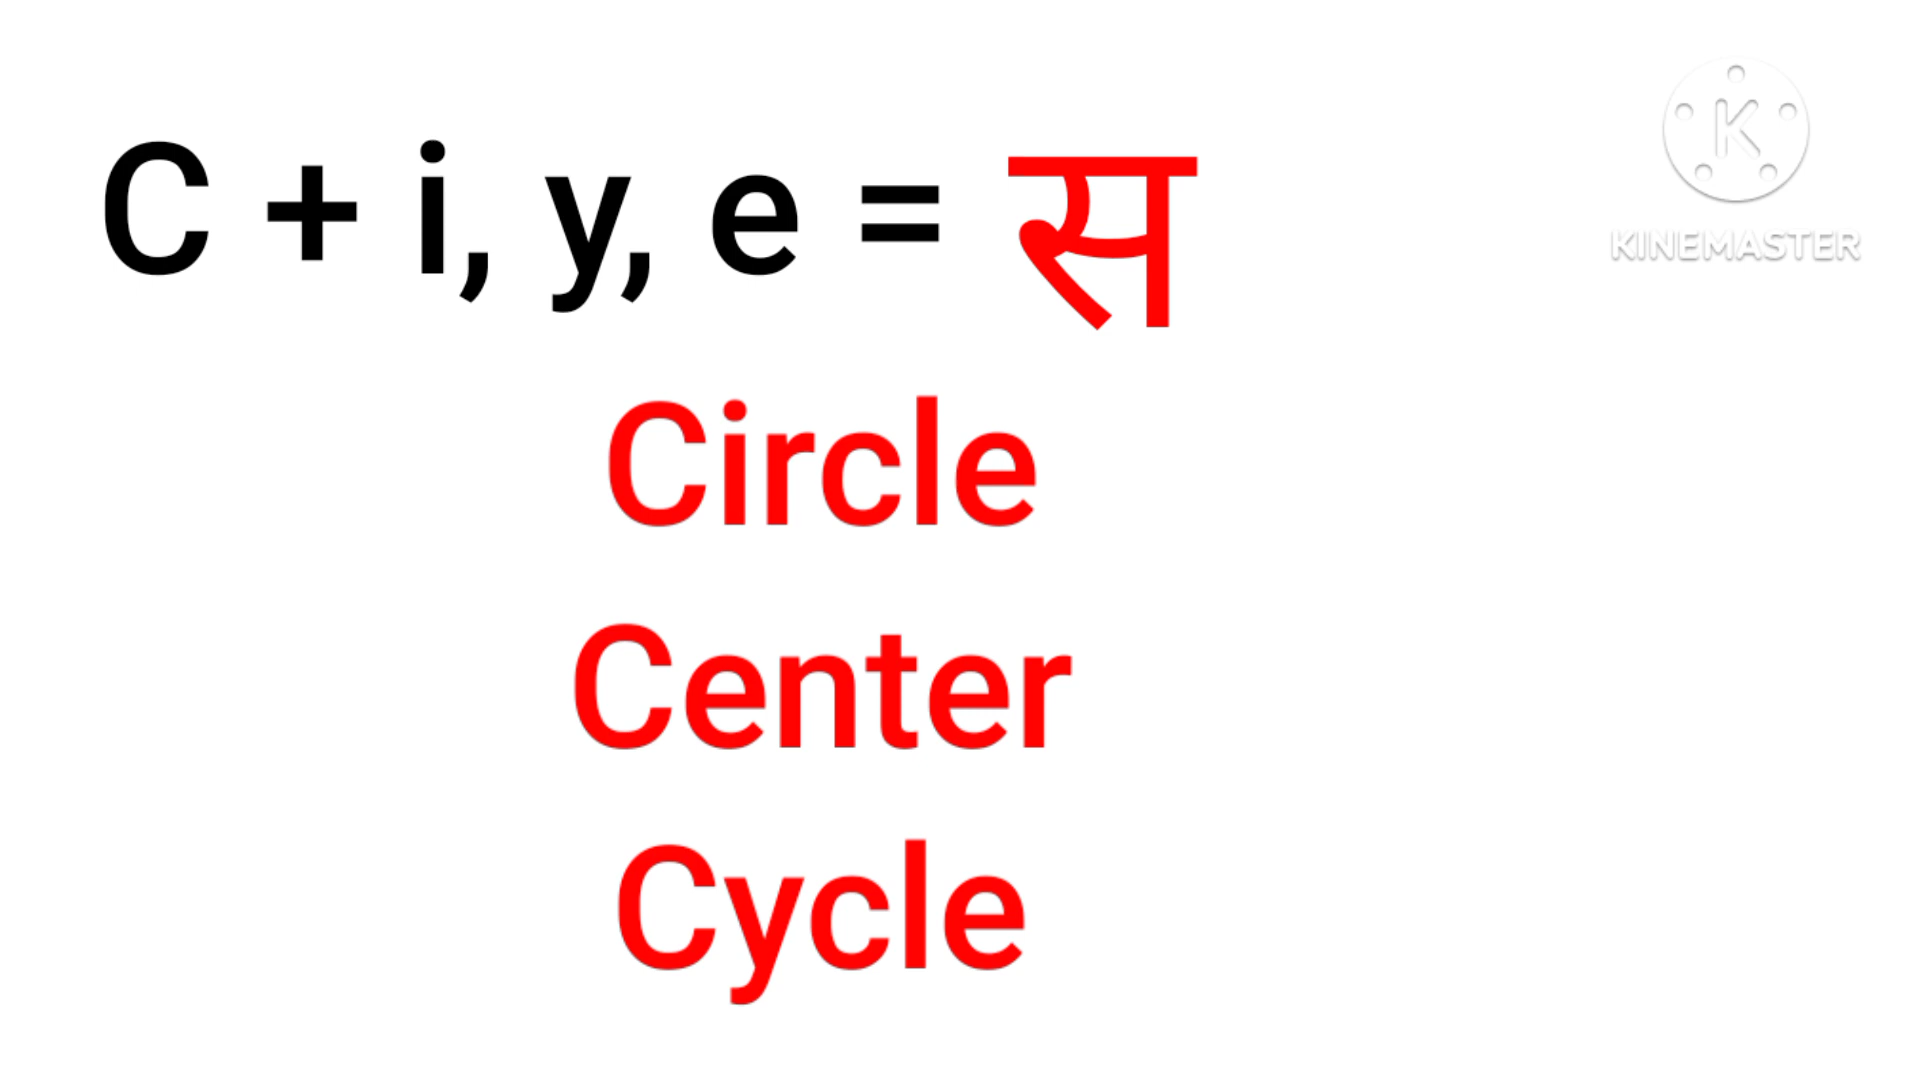 C + i, y, e = स
K
KINEMASTER
Circle
Center
Cycle